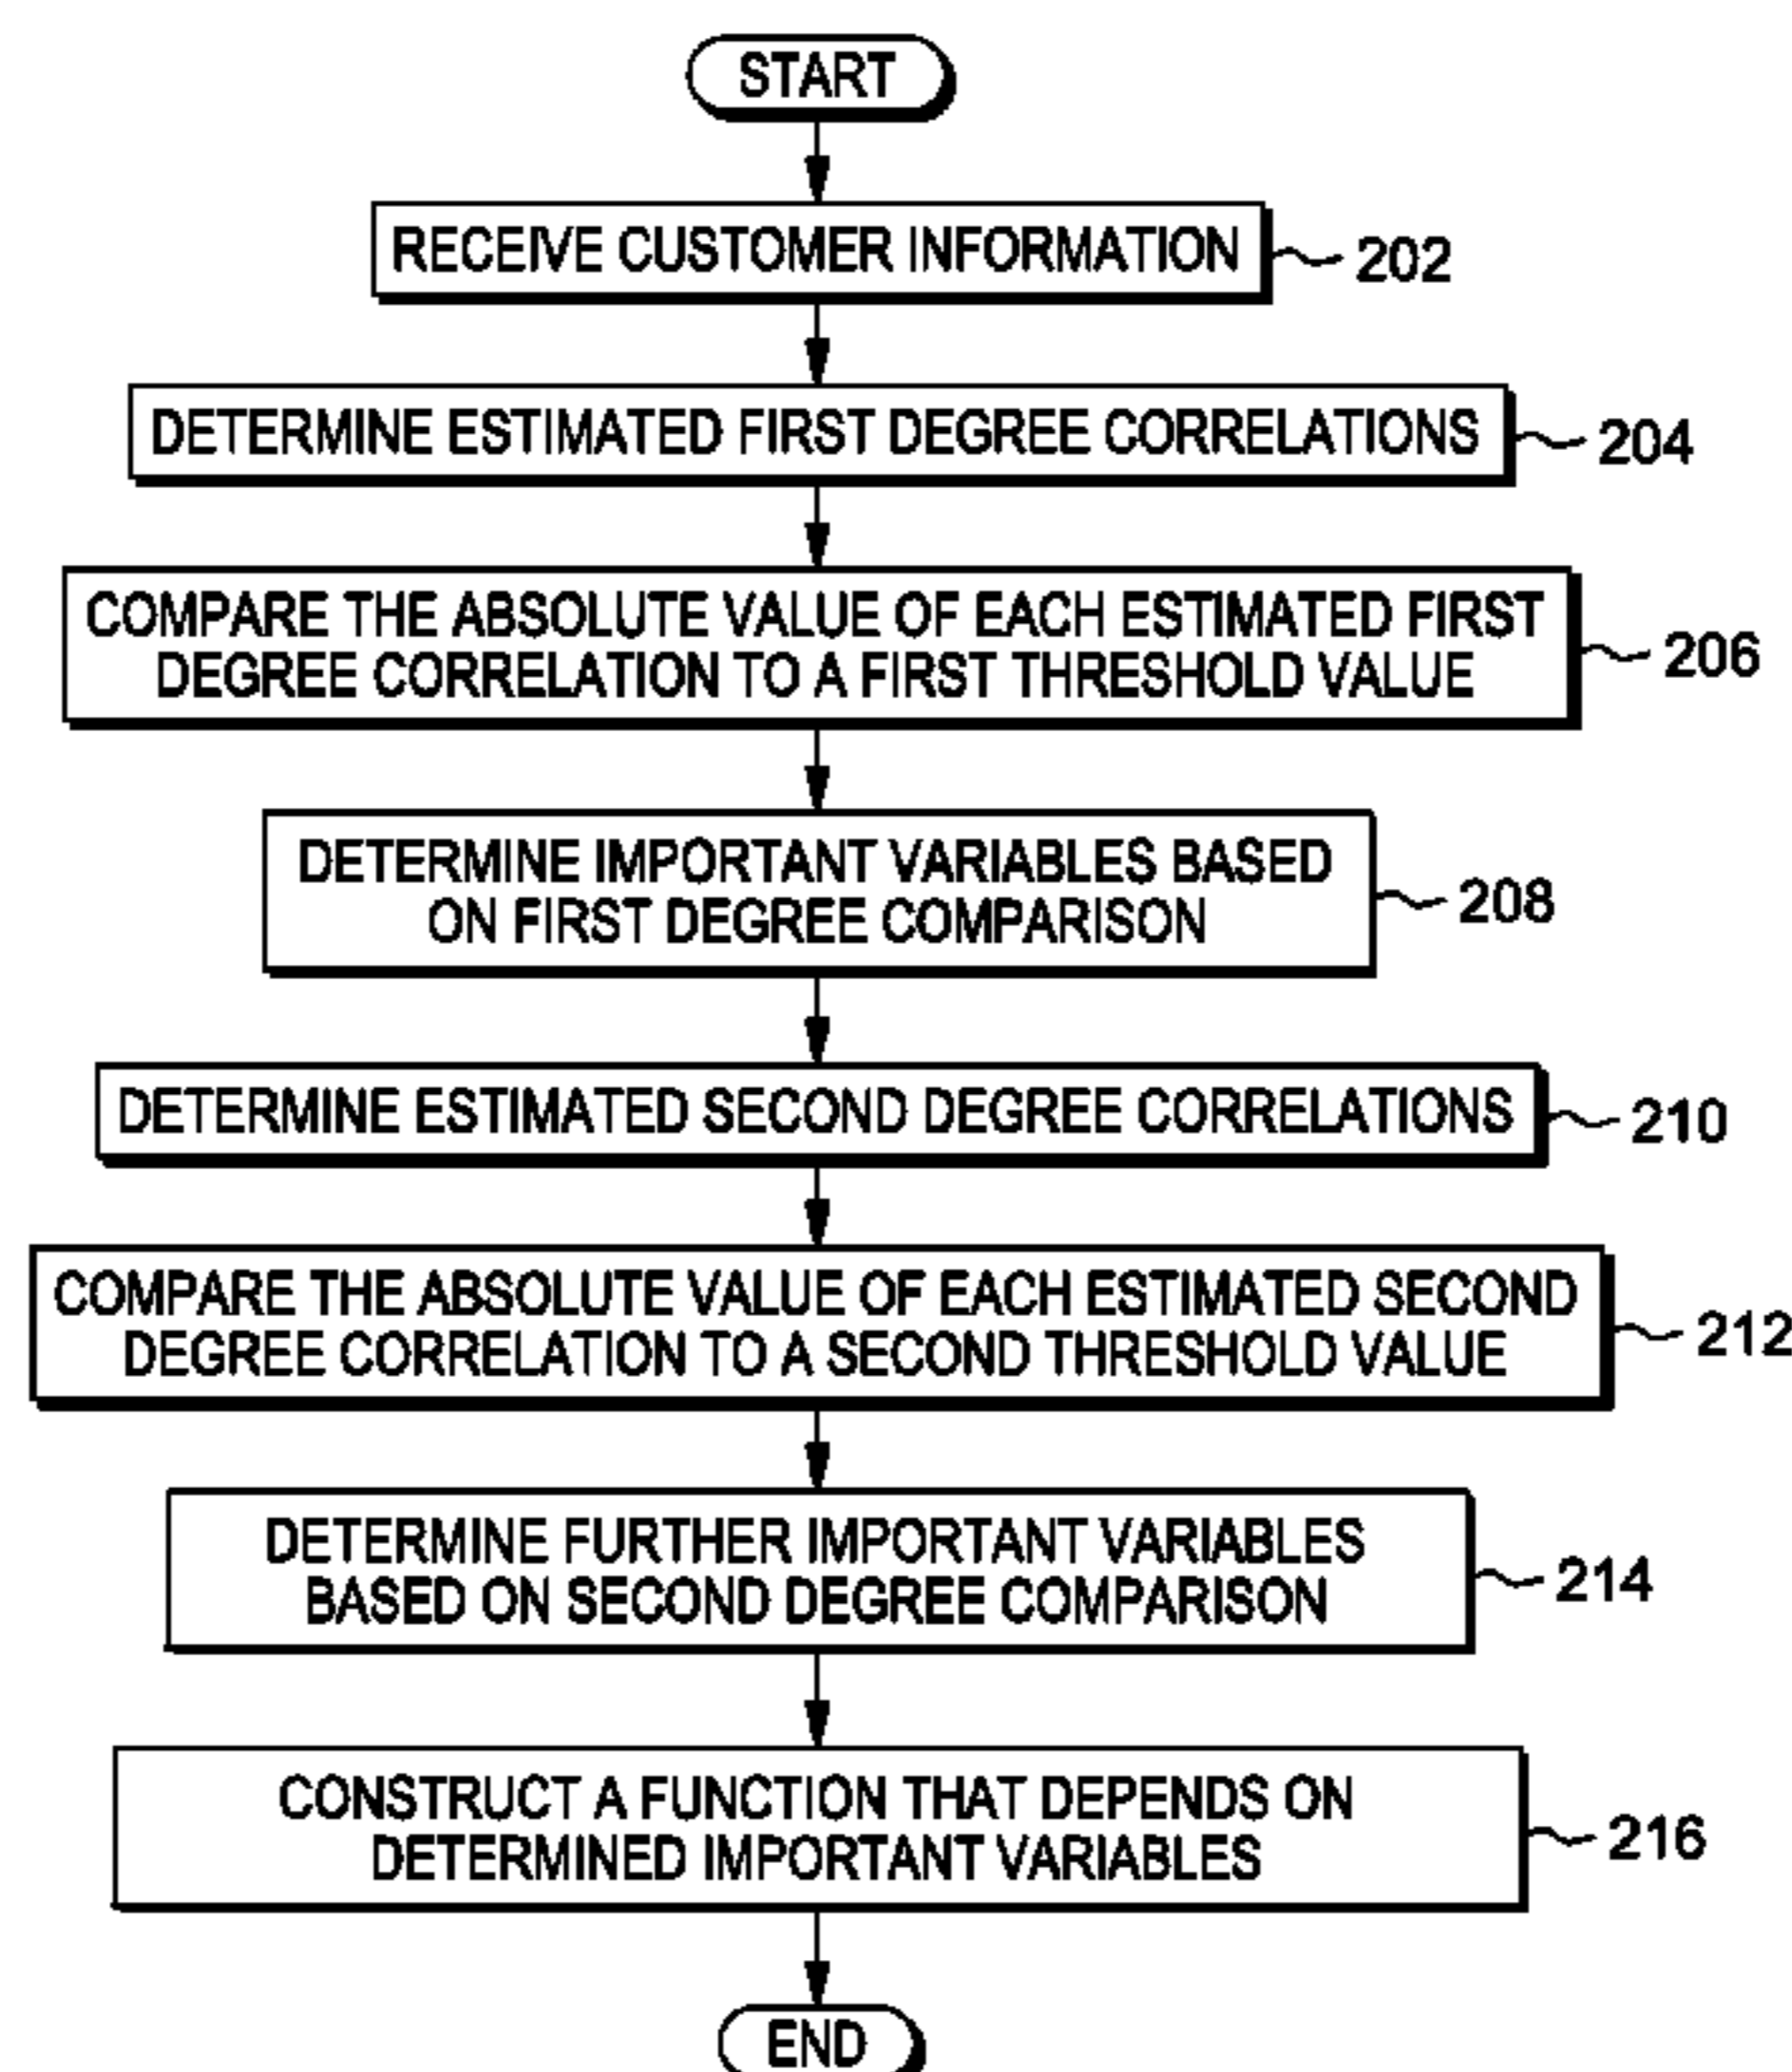 START
RECEIVE CUSTOMER INFORMATION
202
DETERMINE ESTIMATED FIRST DEGREE CORRELATIONS
204
COMPARE THE ABSOLUTE VALUE OF EACH ESTIMATED FIRST
DEGREE CORRELATION TO A FIRST THRESHOLD VALUE
206
DETERMINE IMPORTANT VARIABLES BASED
ON FIRST DEGREE COMPARISON
208
DETERMINE ESTIMATED SECOND DEGREE CORRELATIONS
210
COMPARE THE ABSOLUTE VALUE OF EACH ESTIMATED SECOND
DEGREE CORRELATION TO A SECOND THRESHOLD VALUE
212
DETERMINE FURTHER IMPORTANT VARIABLES
BASED ON SECOND DEGREE COMPARISON
214
CONSTRUCT A FUNCTION THAT DEPENDS ON
DETERMINED IMPORTANT VARIABLES
216
END